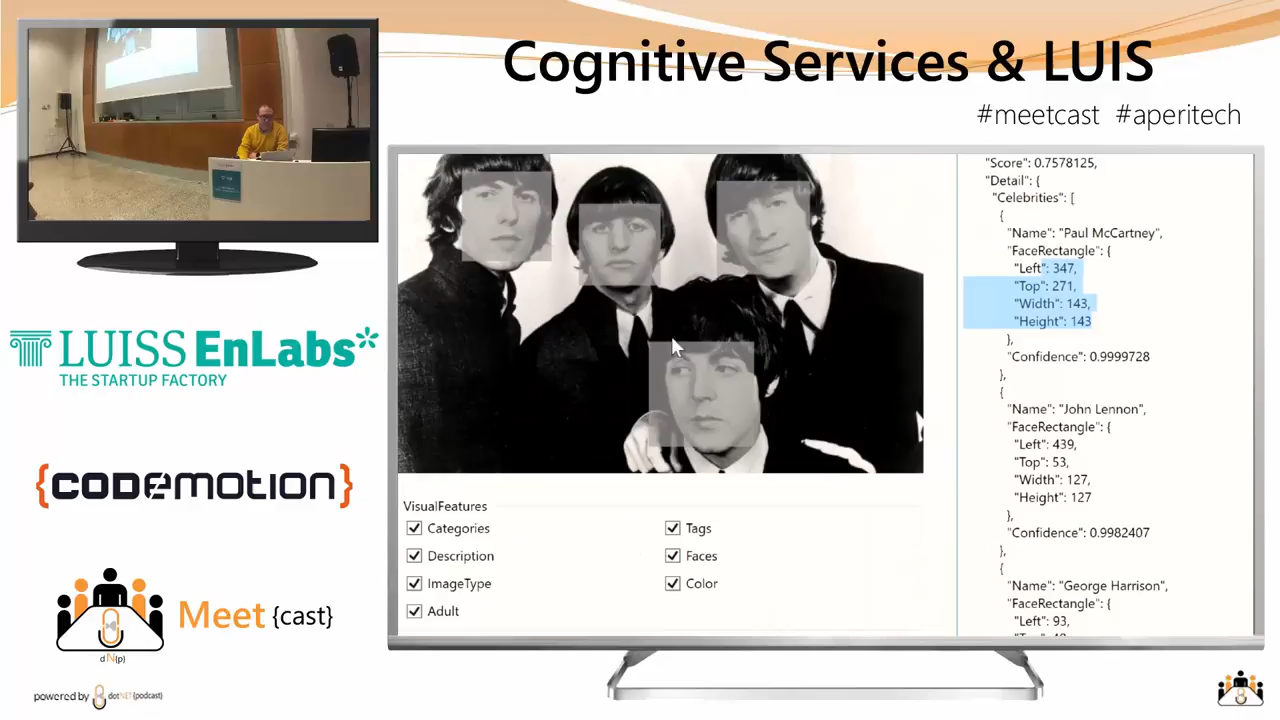 Cognitive Services & LUIS
#meetcast #aperitech
LUISS EnLabs
THE STARTUP FACTORY
{CODEMOTION}
Meet {cast}
d N{p}
powered by dotNET{podcast}
VisualFeatures
Categories
Tags
Description
Faces
ImageType
Color
Adult
"Score": 0.7578125,
"Detail": {
"Celebrities": [
{
"Name": "Paul McCartney",
"FaceRectangle": {
"Left": 347,
"Top": 271,
"Width": 143,
"Height": 143
},
"Confidence": 0.9999728
},
{
"Name": "John Lennon",
"FaceRectangle": {
"Left": 439,
"Top": 53,
"Width": 127,
"Height": 127
},
"Confidence": 0.9982407
},
{
"Name": "George Harrison",
"FaceRectangle": {
"Left": 93,